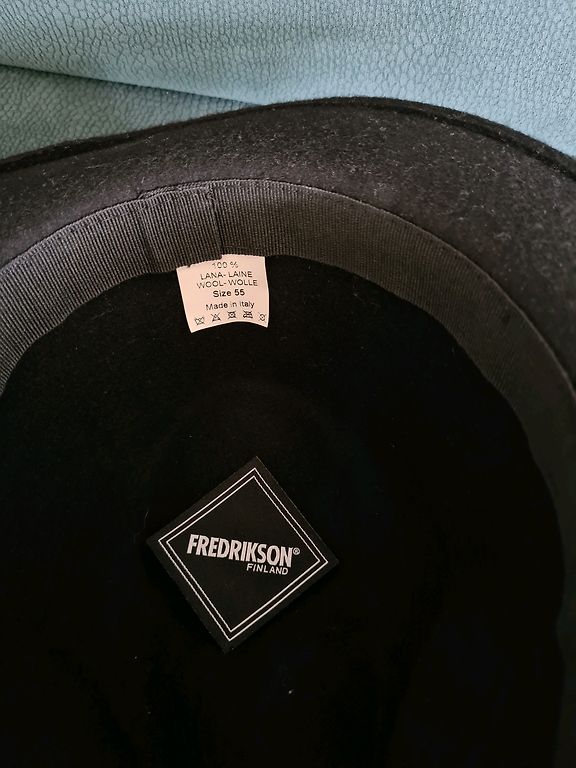 100 %
LANA- LAINE
WOOL- WOLLE
Size 55
Made in Italy
FREDRIKSON®
FINLAND